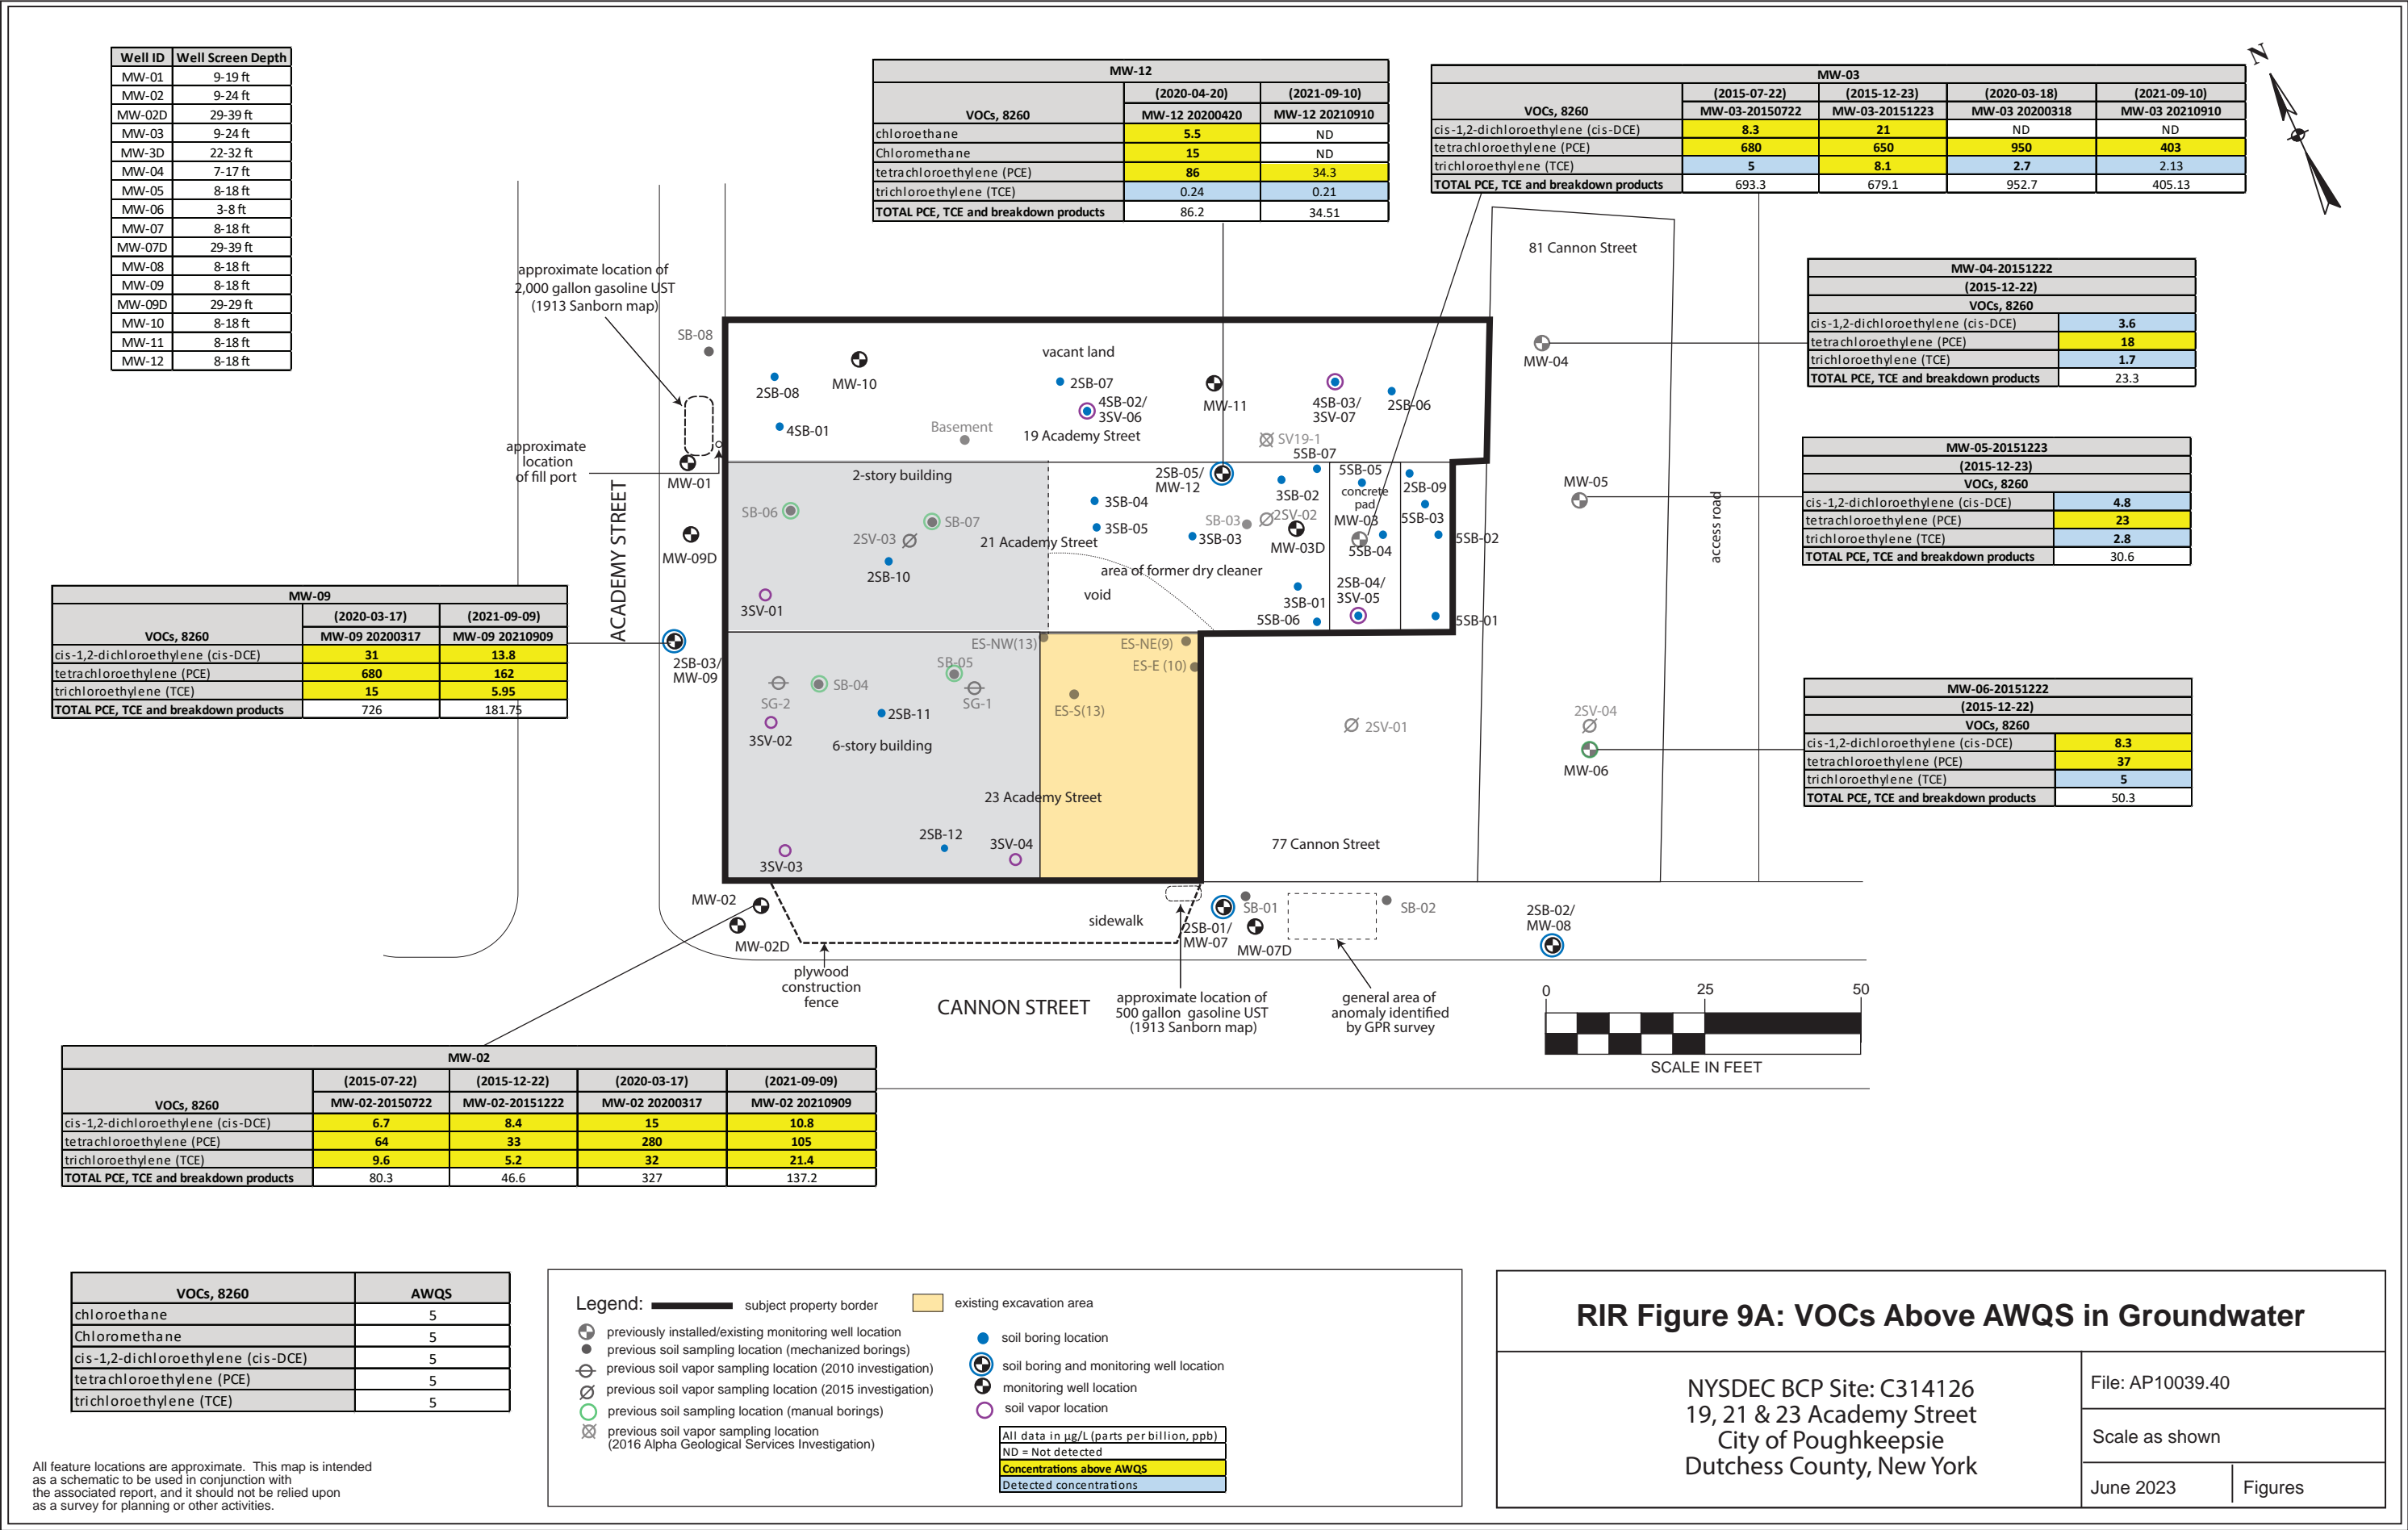 Well ID Well Screen Depth
MW-01 9-19 ft
MW-02 9-24 ft
MW-02D 29-39 ft
MW-03 9-24 ft
MW-3D 22-32 ft
MW-04 7-17 ft
MW-05 8-18 ft
MW-06 3-8 ft
MW-07 8-18 ft
MW-07D 29-39 ft
MW-08 8-18 ft
MW-09 8-18 ft
MW-09D 29-29 ft
MW-10 8-18 ft
MW-11 8-18 ft
MW-12 8-18 ft
MW-12
(2020-04-20) (2021-09-10)
VOCs, 8260 MW-12 20200420 MW-12 20210910
chloroethane 5.5 ND
Chloromethane 15 ND
tetrachloroethylene (PCE) 86 34.3
trichloroethylene (TCE) 0.24 0.21
TOTAL PCE, TCE and breakdown products 86.2 34.51
MW-03
(2015-07-22) (2015-12-23) (2020-03-18) (2021-09-10)
VOCs, 8260 MW-03-20150722 MW-03-20151223 MW-03 20200318 MW-03 20210910
cis-1,2-dichloroethylene (cis-DCE) 8.3 21 ND ND
tetrachloroethylene (PCE) 680 650 950 403
trichloroethylene (TCE) 5 8.1 2.7 2.13
TOTAL PCE, TCE and breakdown products 693.3 679.1 952.7 405.13
N
81 Cannon Street
MW-04-20151222
(2015-12-22)
VOCs, 8260
cis-1,2-dichloroethylene (cis-DCE) 3.6
tetrachloroethylene (PCE) 18
trichloroethylene (TCE) 1.7
TOTAL PCE, TCE and breakdown products 23.3
MW-04
approximate location of
2,000 gallon gasoline UST
(1913 Sanborn map)
SB-08
approximate
location
of fill port
MW-01
MW-09D
ACADEMY STREET
vacant land
MW-10
2SB-08
4SB-01
2SB-07
4SB-02/
3SV-06
Basement
19 Academy Street
MW-11
4SB-03/
3SV-07
2SB-06
SV19-1
5SB-07
2-story building
2SB-05/
MW-12
3SB-02
5SB-05
concrete
pad
2SB-09
MW-03
5SB-03
SB-06
SB-07
2SV-03
21 Academy Street
2SB-10
3SV-01
3SB-04
3SB-05
3SB-03
SB-03
2SV-02
MW-03D
5SB-04
5SB-02
area of former dry cleaner
void
3SB-01
5SB-06
2SB-04/
3SV-05
5SB-01
MW-05
access road
MW-05-20151223
(2015-12-23)
VOCs, 8260
cis-1,2-dichloroethylene (cis-DCE) 4.8
tetrachloroethylene (PCE) 23
trichloroethylene (TCE) 2.8
TOTAL PCE, TCE and breakdown products 30.6
MW-09
(2020-03-17) (2021-09-09)
VOCs, 8260 MW-09 20200317 MW-09 20210909
cis-1,2-dichloroethylene (cis-DCE) 31 13.8
tetrachloroethylene (PCE) 680 162
trichloroethylene (TCE) 15 5.95
TOTAL PCE, TCE and breakdown products 726 181.75
2SB-03/
MW-09
ES-NW(13)
ES-NE(9)
ES-E (10)
SB-05
SB-04
SG-2
SG-1
ES-S(13)
2SB-11
3SV-02
6-story building
23 Academy Street
2SB-12
3SV-04
3SV-03
2SV-01
2SV-04
MW-06
77 Cannon Street
MW-06-20151222
(2015-12-22)
VOCs, 8260
cis-1,2-dichloroethylene (cis-DCE) 8.3
tetrachloroethylene (PCE) 37
trichloroethylene (TCE) 5
TOTAL PCE, TCE and breakdown products 50.3
MW-02
MW-02D
sidewalk
2SB-01/
MW-07
SB-01
MW-07D
SB-02
2SB-02/
MW-08
plywood
construction
fence
CANNON STREET
approximate location of
500 gallon gasoline UST
(1913 Sanborn map)
general area of
anomaly identified
by GPR survey
0 25 50
SCALE IN FEET
MW-02
(2015-07-22) (2015-12-22) (2020-03-17) (2021-09-09)
VOCs, 8260 MW-02-20150722 MW-02-20151222 MW-02 20200317 MW-02 20210909
cis-1,2-dichloroethylene (cis-DCE) 6.7 8.4 15 10.8
tetrachloroethylene (PCE) 64 33 280 105
trichloroethylene (TCE) 9.6 5.2 32 21.4
TOTAL PCE, TCE and breakdown products 80.3 46.6 327 137.2
VOCs, 8260 AWQS
chloroethane 5
Chloromethane 5
cis-1,2-dichloroethylene (cis-DCE) 5
tetrachloroethylene (PCE) 5
trichloroethylene (TCE) 5
All feature locations are approximate. This map is intended
as a schematic to be used in conjunction with
the associated report, and it should not be relied upon
as a survey for planning or other activities.
Legend:
subject property border
existing excavation area
previously installed/existing monitoring well location
previous soil sampling location (mechanized borings)
previous soil vapor sampling location (2010 investigation)
previous soil vapor sampling location (2015 investigation)
previous soil sampling location (manual borings)
previous soil vapor sampling location
(2016 Alpha Geological Services Investigation)
soil boring location
soil boring and monitoring well location
monitoring well location
soil vapor location
All data in µg/L (parts per billion, ppb)
ND = Not detected
Concentrations above AWQS
Detected concentrations
RIR Figure 9A: VOCs Above AWQS in Groundwater
NYSDEC BCP Site: C314126
19, 21 & 23 Academy Street
City of Poughkeepsie
Dutchess County, New York
File: AP10039.40
Scale as shown
June 2023 Figures